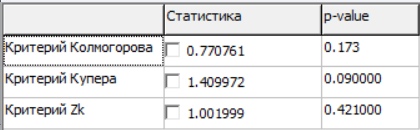 Статистика p-value
Критерий Колмогорова 0.770761 0.173
Критерий Купера 1.409972 0.090000
Критерий Zk 1.001999 0.421000